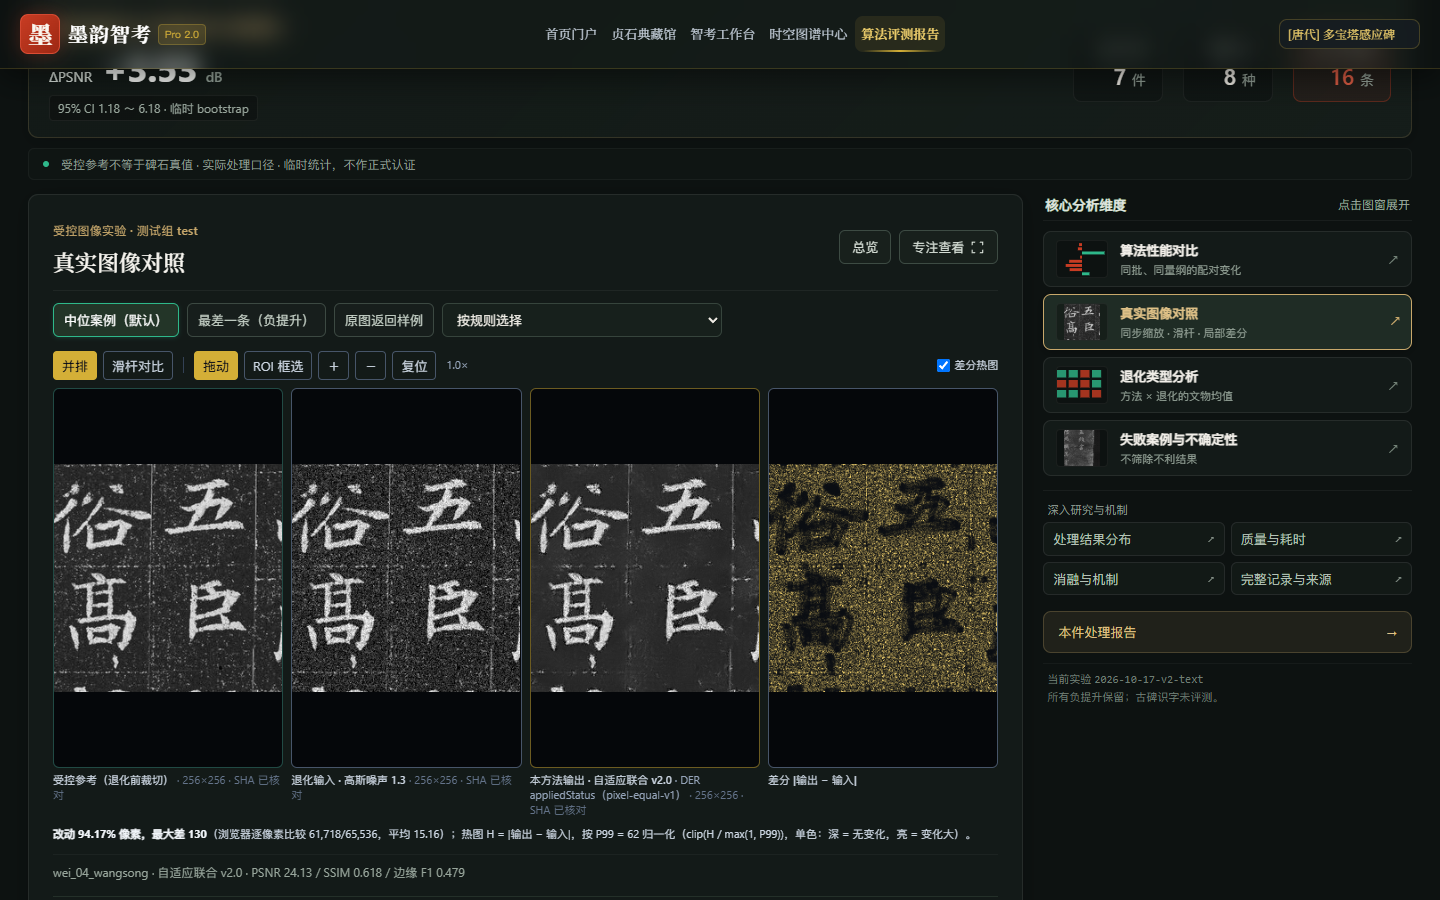 墨 墨韵智考 Pro 2.0 首页门户 贞石典藏馆 智考工作台 时空图谱中心 算法评测报告 [唐代] 多宝塔感应碑
ΔPSNR +3.53 dB 7 件 8 种 16 条
95% CI 1.18 ～ 6.18 · 临时 bootstrap
受控参考不等于碑石真值 · 实际处理口径 · 临时统计，不作正式认证
受控图像实验 · 测试组 test
真实图像对照
总览 专注查看
中位案例（默认） 最差一条（负提升） 原图返回样例 按规则选择
并排 滑杆对比 拖动 ROI 框选 + − 复位 1.0× 差分热图
俗 五
高 臣
俗 五
高 臣
俗 五
高 臣
俗 五
高 臣
受控参考（退化前裁切） · 256×256 · SHA 已核对
退化输入 · 高斯噪声 1.3 · 256×256 · SHA 已核对
本方法输出 · 自适应联合 v2.0 · DER
appliedStatus（pixel-equal-v1） · 256×256 ·
SHA 已核对
差分 |输出 − 输入|
改动 94.17% 像素，最大差 130（浏览器逐像素比较 61,718/65,536，平均 15.16）；热图 H = |输出 − 输入|，按 P99 = 62 归一化（clip(H / max(1, P99))，单色：深 = 无变化，亮 = 变化大）。
wei_04_wangsong · 自适应联合 v2.0 · PSNR 24.13 / SSIM 0.618 / 边缘 F1 0.479
核心分析维度 点击图窗展开
算法性能对比 ↗
同批、同量纲的配对变化
真实图像对照 ↗
同步缩放 · 滑杆 · 局部差分
退化类型分析 ↗
方法 × 退化的文物均值
失败案例与不确定性 ↗
不筛除不利结果
深入研究与机制
处理结果分布 ↗ 质量与耗时 ↗
消融与机制 ↗ 完整记录与来源 ↗
本件处理报告 →
当前实验 2026-10-17-v2-text
所有负提升保留；古碑识字未评测。